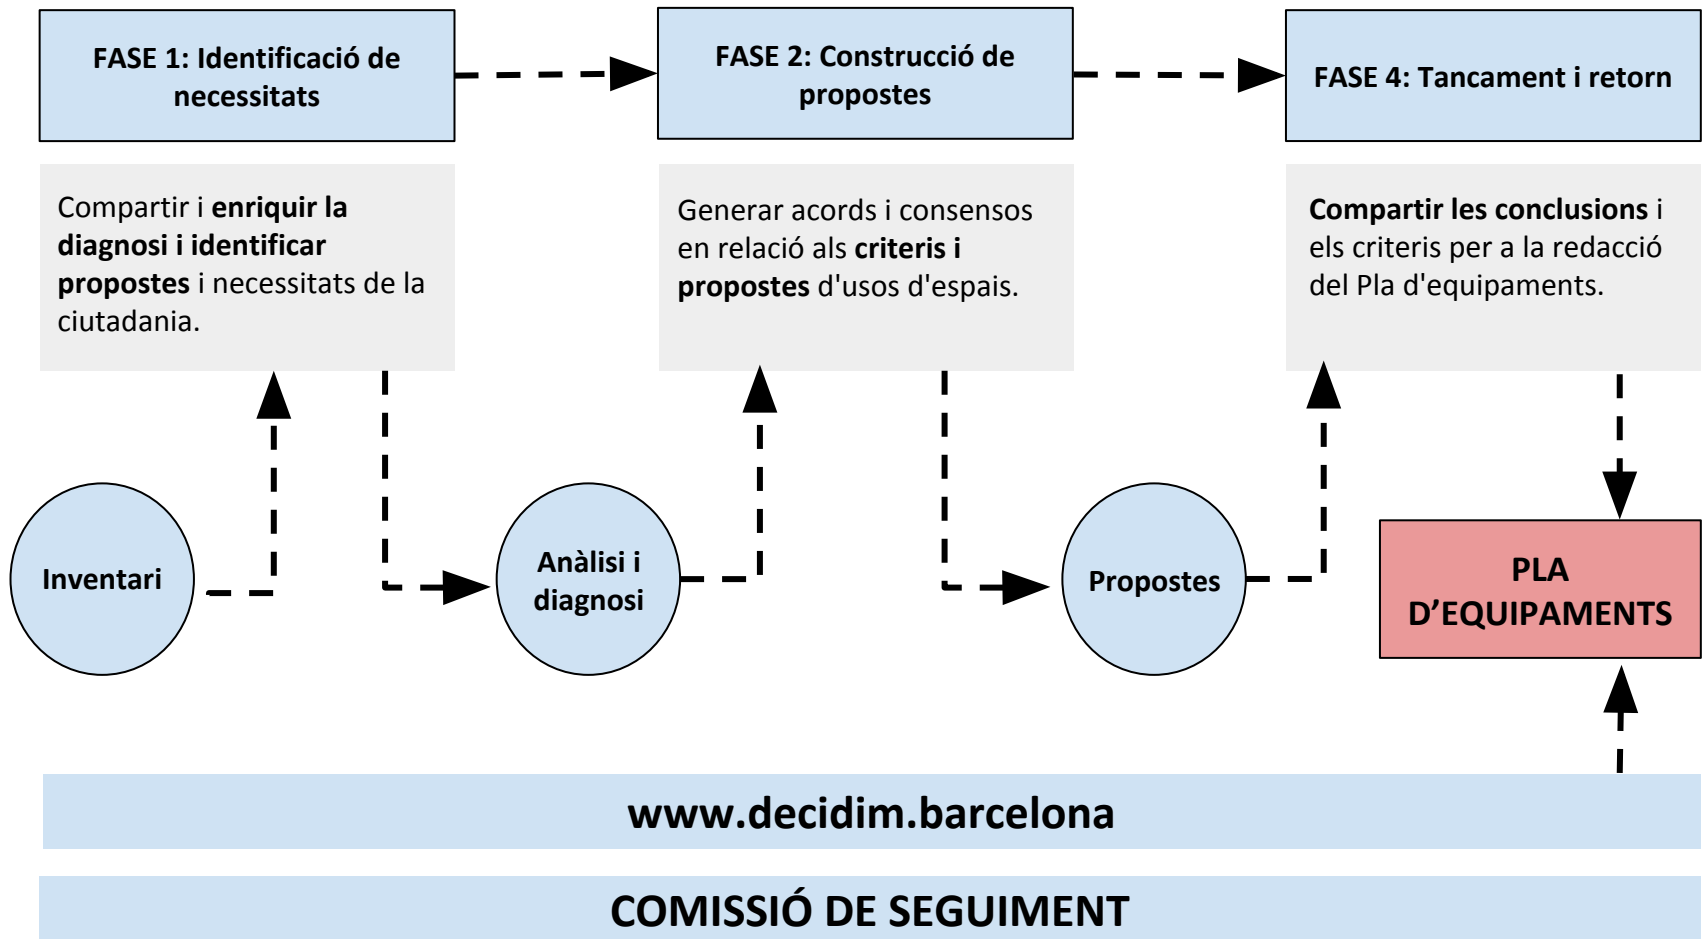 FASE 1: Identificació de
necessitats
FASE 2: Construcció de
propostes
FASE 4: Tancament i retorn
Compartir i enriquir la
diagnosi i identificar
propostes i necessitats de la
ciutadania.
Generar acords i consensos
en relació als criteris i
propostes d'usos d'espais.
Compartir les conclusions i
els criteris per a la redacció
del Pla d'equipaments.
Inventari
Anàlisi i
diagnosi
Propostes
PLA
D’EQUIPAMENTS
www.decidim.barcelona
COMISSIÓ DE SEGUIMENT